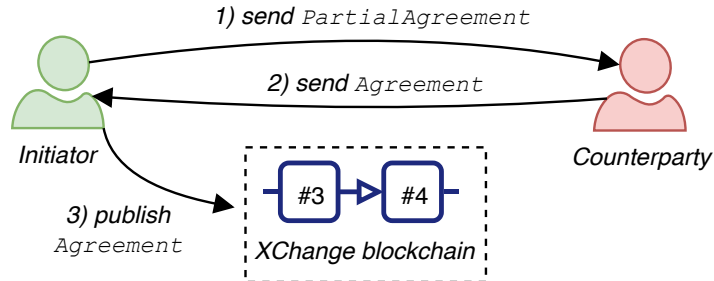 1) send PartialAgreement
2) send Agreement
Initiator
Counterparty
#3
#4
3) publish
Agreement
XChange blockchain